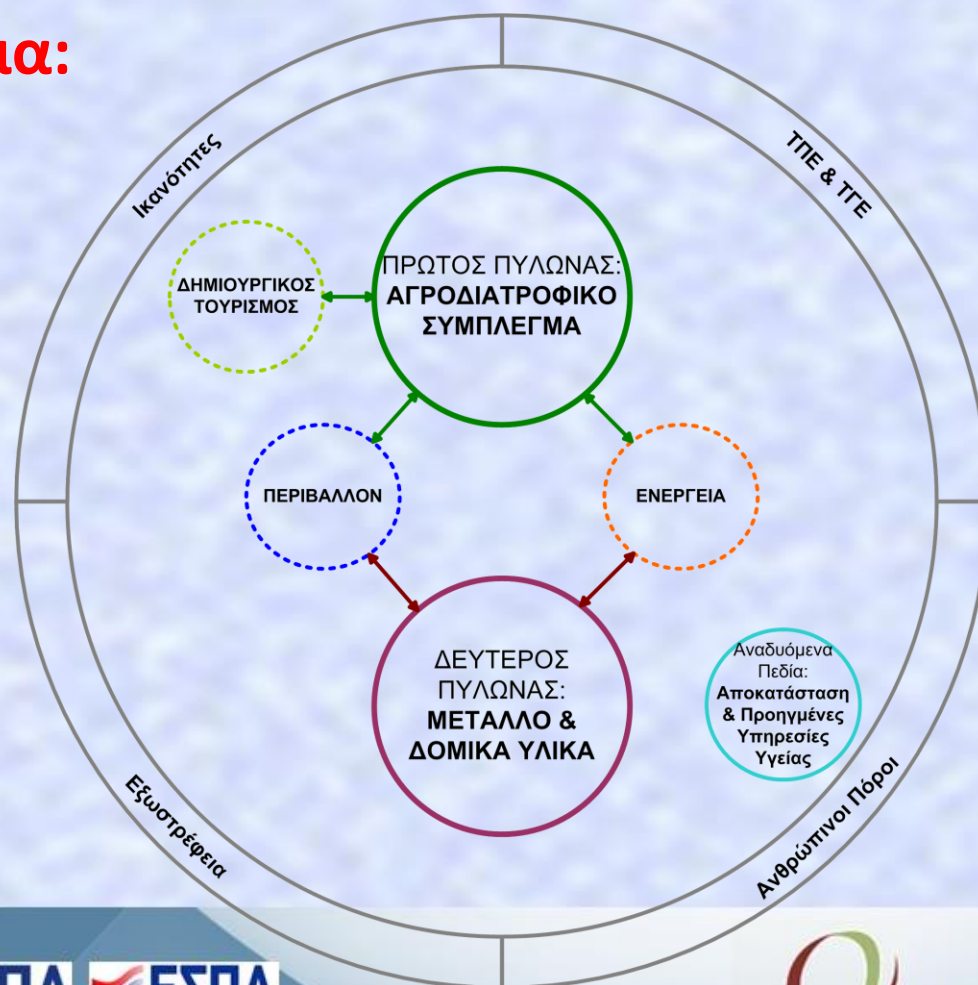 Ικανότητες
ΤΠΕ & ΤΓΕ
ΠΡΩΤΟΣ ΠΥΛΩΝΑΣ:
ΑΓΡΟΔΙΑΤΡΟΦΙΚΟ
ΣΥΜΠΛΕΓΜΑ
ΔΗΜΙΟΥΡΓΙΚΟΣ
ΤΟΥΡΙΣΜΟΣ
ΠΕΡΙΒΑΛΛΟΝ
ΕΝΕΡΓΕΙΑ
ΔΕΥΤΕΡΟΣ
ΠΥΛΩΝΑΣ:
ΜΕΤΑΛΛΟ &
ΔΟΜΙΚΑ ΥΛΙΚΑ
Αναδυόμενα
Πεδία:
Αποκατάσταση
& Προηγμένες
Υπηρεσίες
Υγείας
Εξωστρέφεια
Ανθρώπινοι Πόροι
ΕΣΠΑ